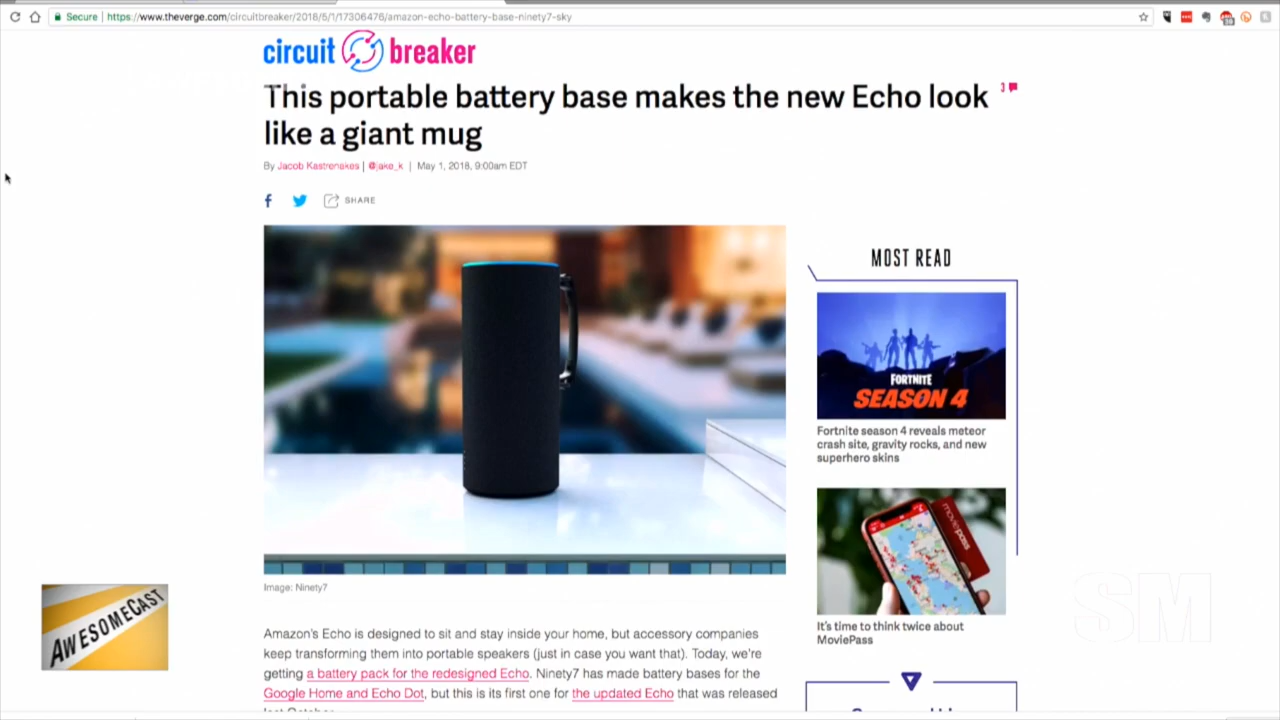 Secure | https://www.theverge.com/circuitbreaker/2018/5/1/17306476/amazon-echo-battery-base-ninety7-sky
circuit breaker
This portable battery base makes the new Echo look
like a giant mug
3
By Jacob Kastrenakes | @jake_k | May 1, 2018, 9:00am EDT
SHARE
MOST READ
FORTNITE
SEASON 4
Fortnite season 4 reveals meteor
crash site, gravity rocks, and new
superhero skins
moviepass
It's time to think twice about
MoviePass
Image: Ninety7
Amazon's Echo is designed to sit and stay inside your home, but accessory companies
keep transforming them into portable speakers (just in case you want that). Today, we're
getting a battery pack for the redesigned Echo. Ninety7 has made battery bases for the
Google Home and Echo Dot, but this is its first one for the updated Echo that was released
AWESOMECAST
SM